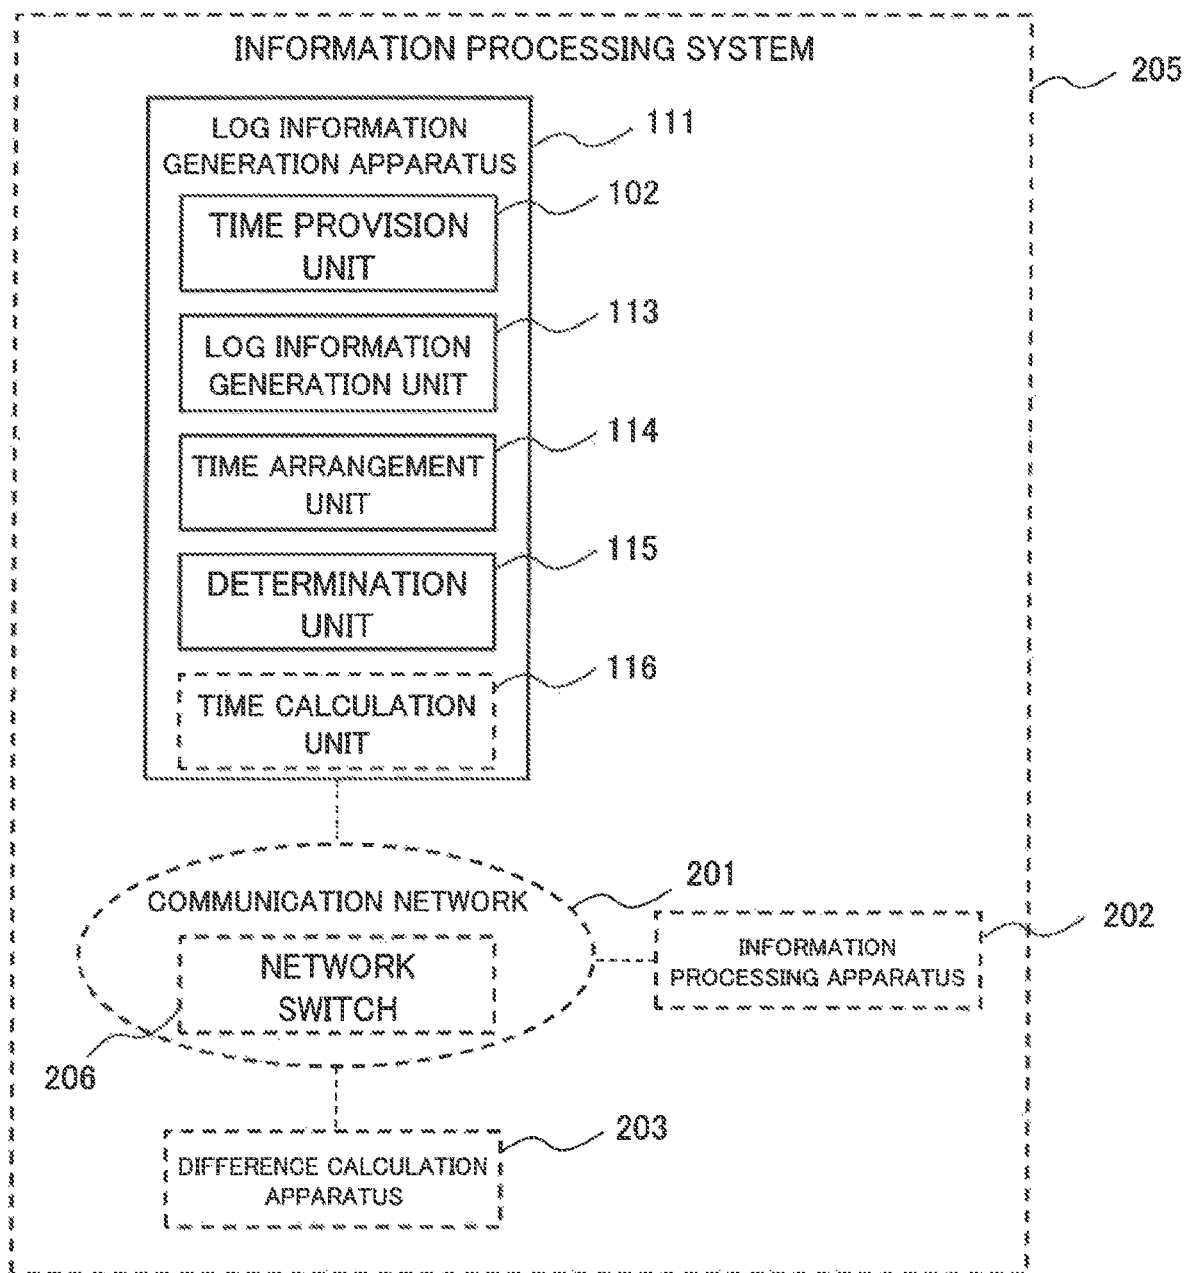 INFORMATION PROCESSING SYSTEM
205
LOG INFORMATION
GENERATION APPARATUS
111
TIME PROVISION
UNIT
102
LOG INFORMATION
GENERATION UNIT
113
TIME ARRANGEMENT
UNIT
114
DETERMINATION
UNIT
115
TIME CALCULATION
UNIT
116
COMMUNICATION NETWORK
201
NETWORK
SWITCH
206
INFORMATION
PROCESSING APPARATUS
202
DIFFERENCE CALCULATION
APPARATUS
203